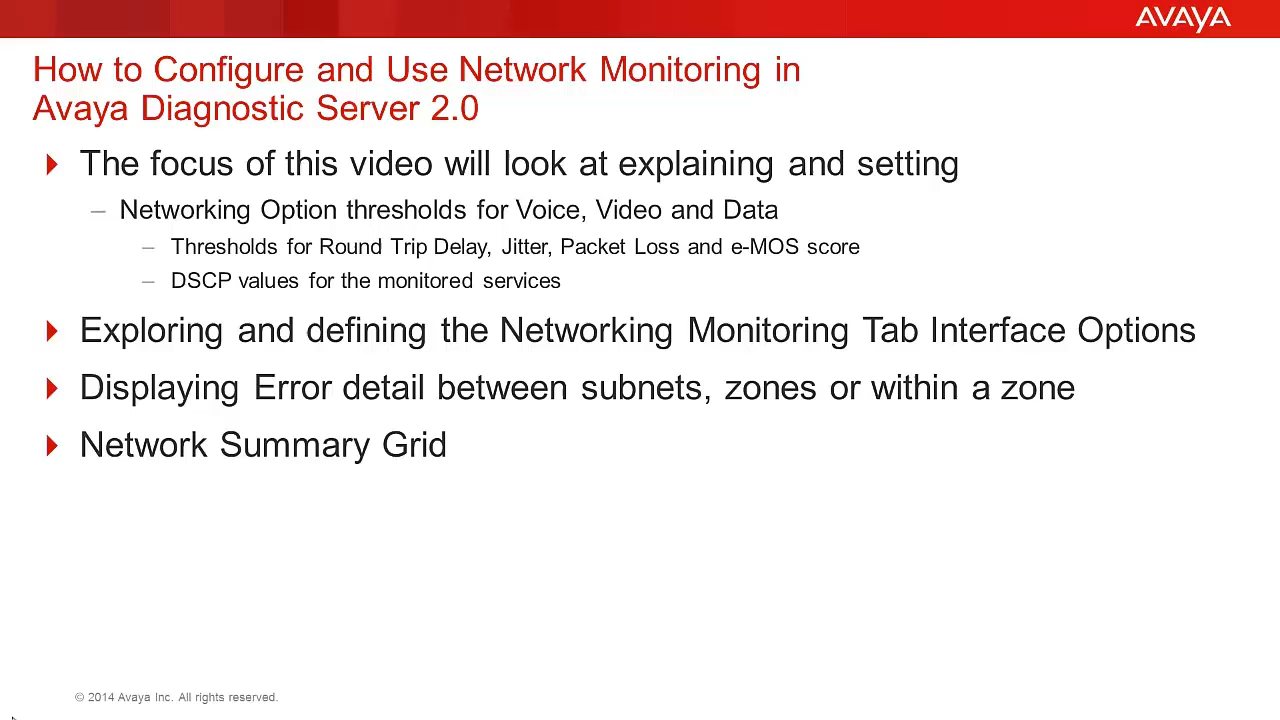 AVAYA
How to Configure and Use Network Monitoring in
Avaya Diagnostic Server 2.0
The focus of this video will look at explaining and setting
– Networking Option thresholds for Voice, Video and Data
– Thresholds for Round Trip Delay, Jitter, Packet Loss and e-MOS score
– DSCP values for the monitored services
Exploring and defining the Networking Monitoring Tab Interface Options
Displaying Error detail between subnets, zones or within a zone
Network Summary Grid
© 2014 Avaya Inc. All rights reserved.